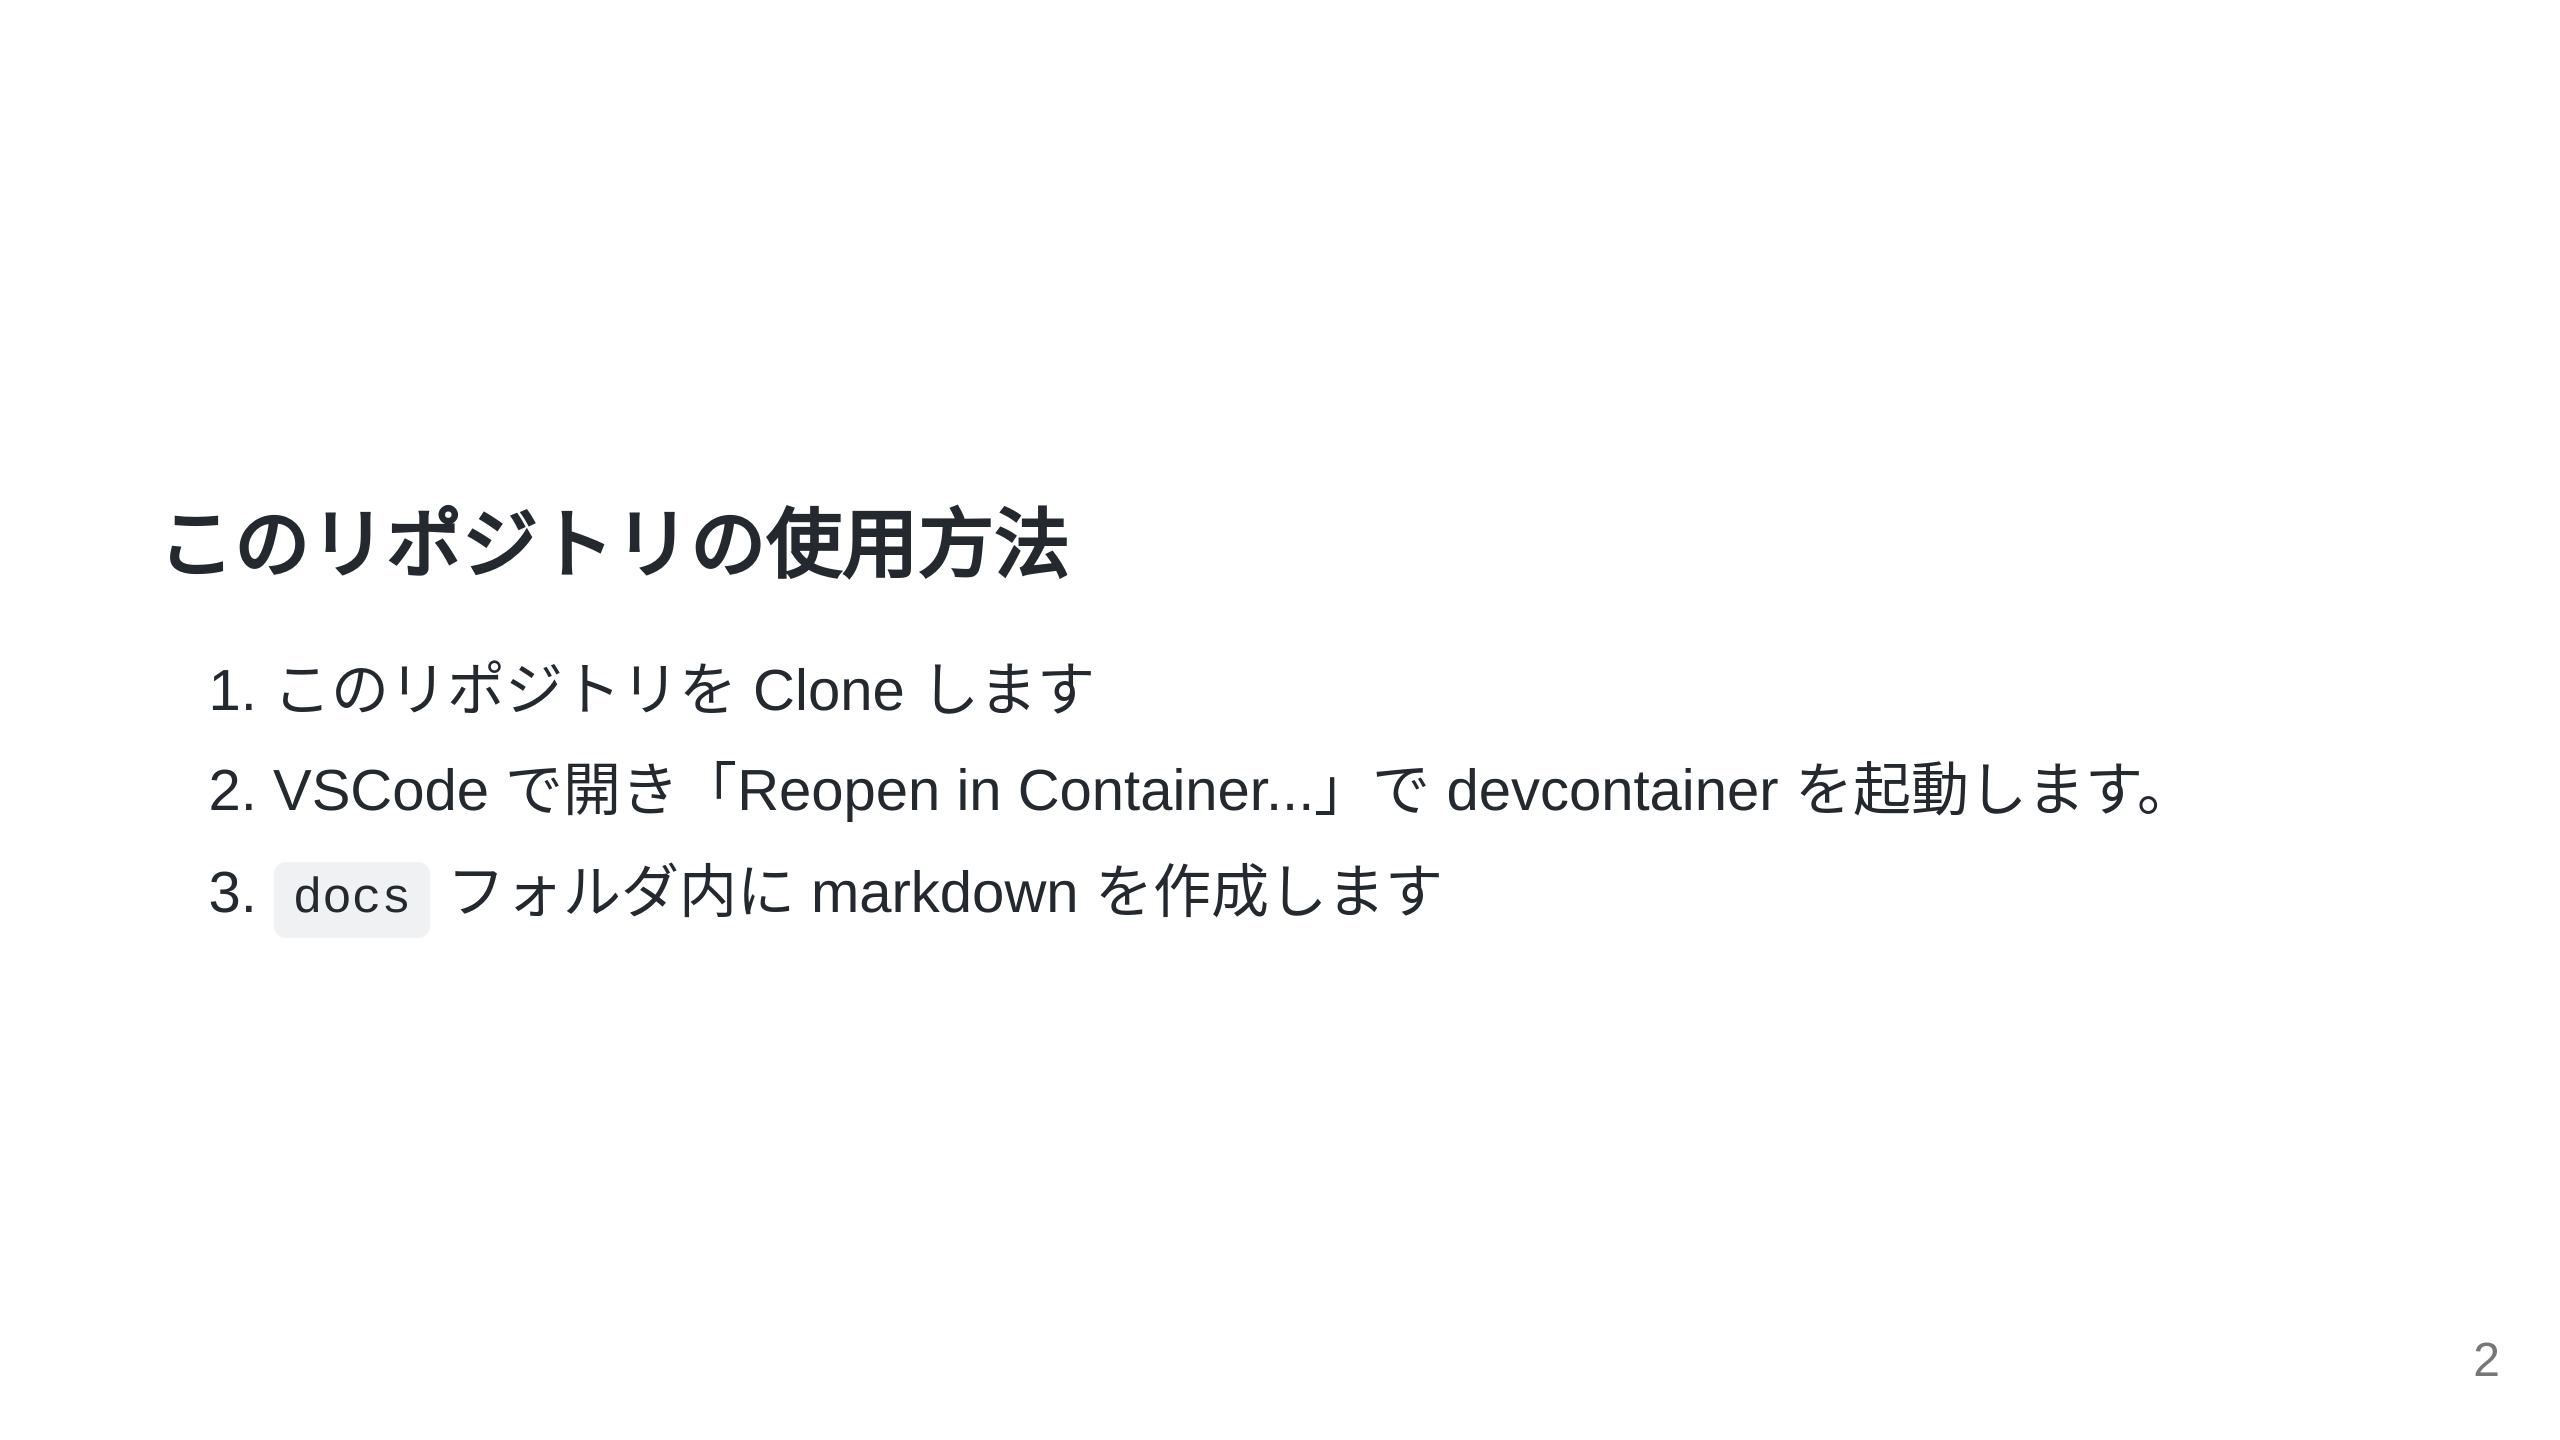 このリポジトリの使用方法
1. このリポジトリを Clone します
2. VSCode で開き「Reopen in Container...」で devcontainer を起動します。
3. docs フォルダ内に markdown を作成します
2